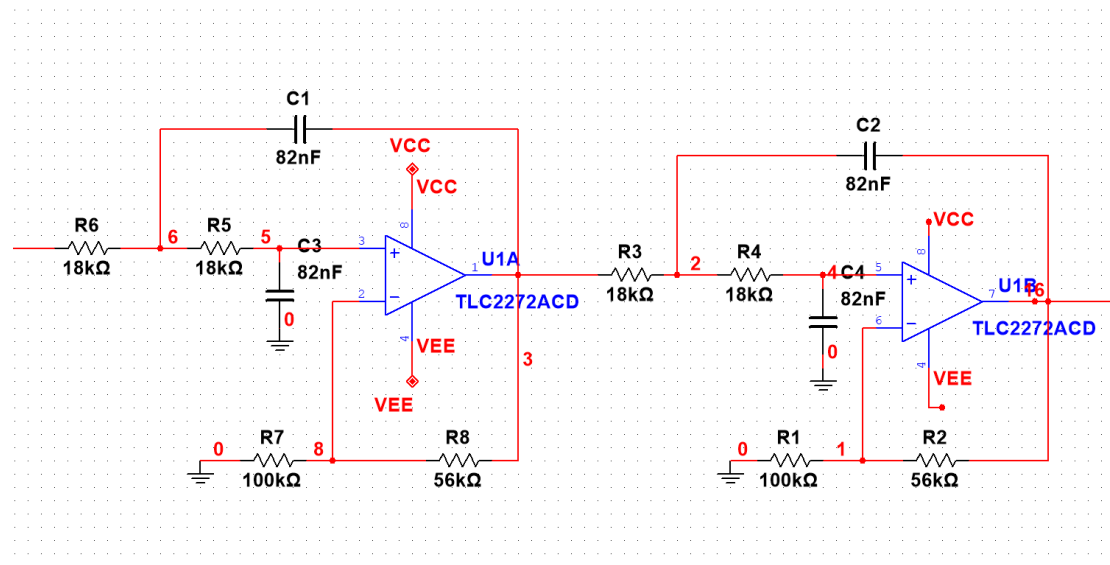 C1
82nF
C2
82nF
VCC
VCC
8
R6
18kΩ
6
R5
18kΩ
5
C3
82nF
0
3
2
+
−
1
U1A
TLC2272ACD
4
VEE
VEE
3
0
R7
100kΩ
8
R8
56kΩ
R3
18kΩ
2
R4
18kΩ
4
C4
82nF
0
VCC
8
5
6
+
−
7
U1B
16
TLC2272ACD
4
VEE
0
R1
100kΩ
1
R2
56kΩ